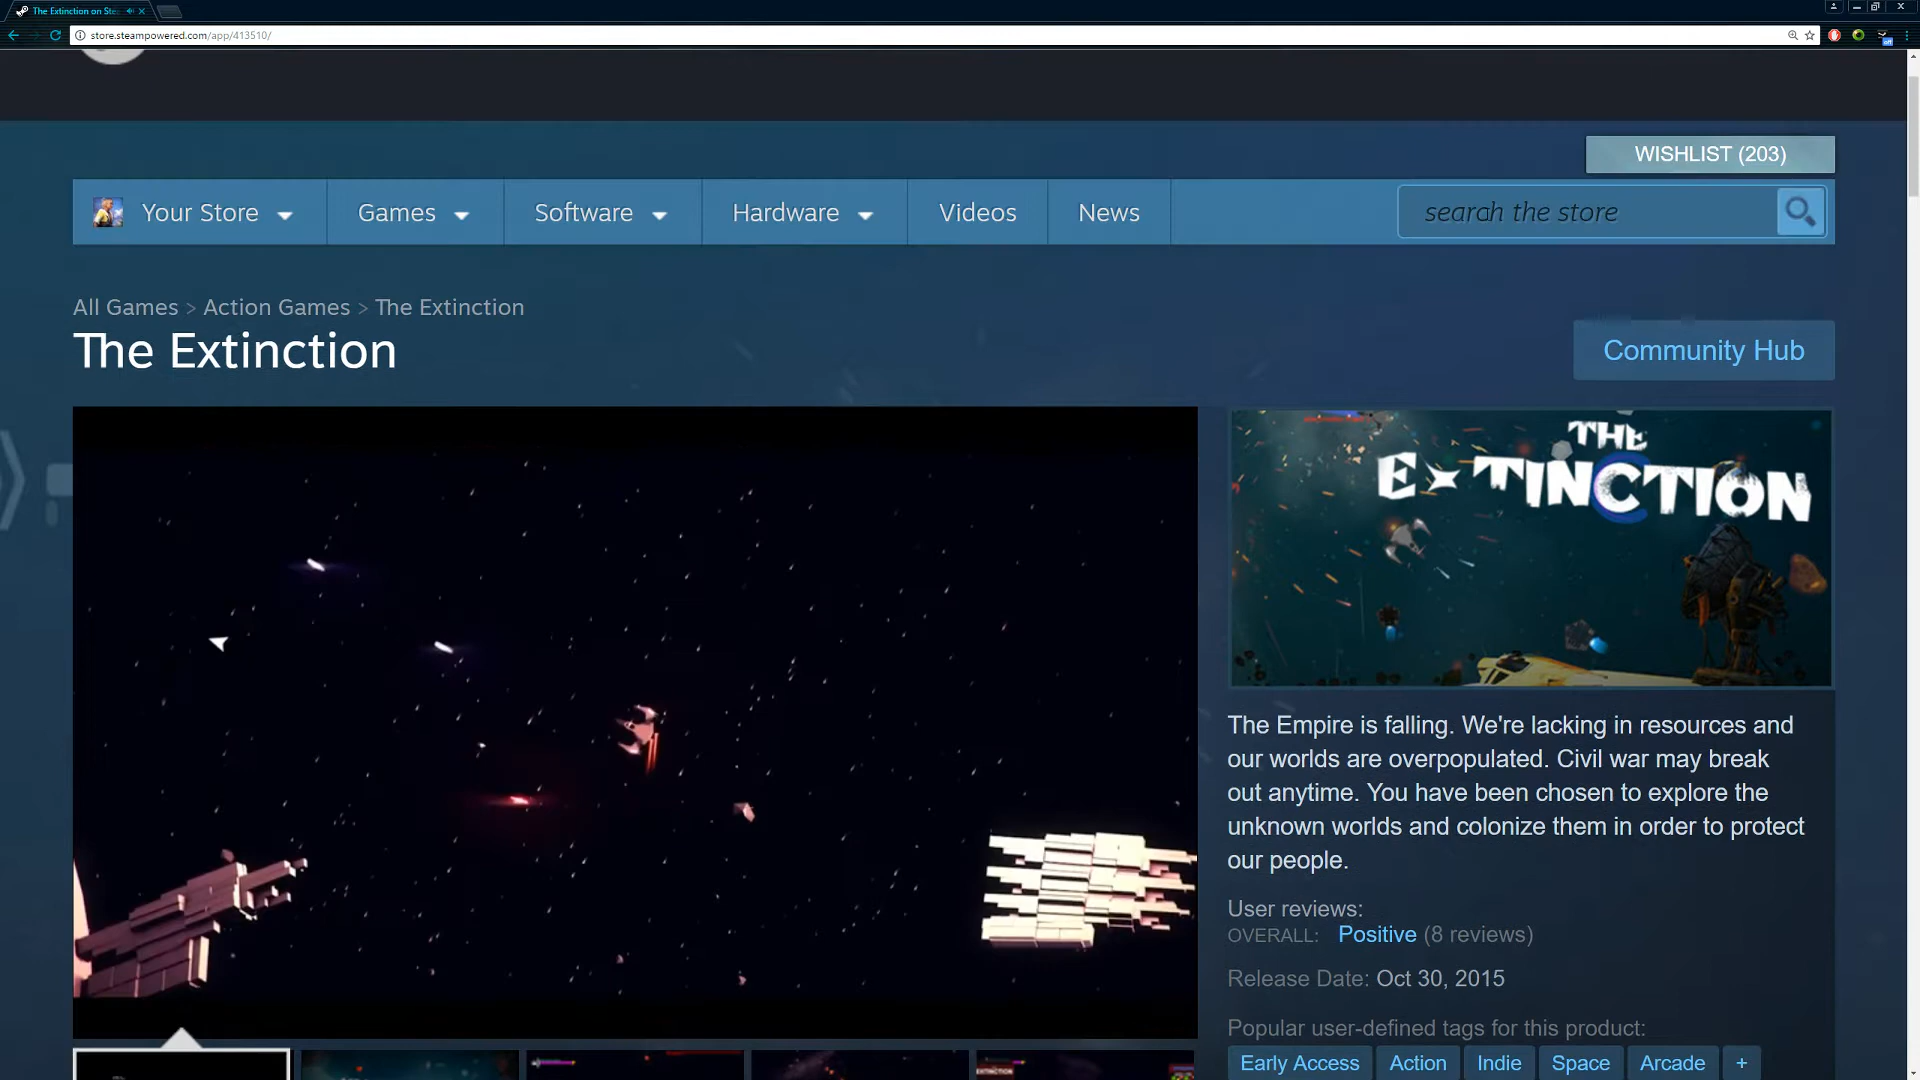 The Extinction on Ste
store.steampowered.com/app/413510/
WISHLIST (203)
Your Store
Games
Software
Hardware
Videos
News
search the store
All Games > Action Games > The Extinction
The Extinction
Community Hub
THE
EXTINCTION
The Empire is falling. We're lacking in resources and
our worlds are overpopulated. Civil war may break
out anytime. You have been chosen to explore the
unknown worlds and colonize them in order to protect
our people.
User reviews:
OVERALL: Positive (8 reviews)
Release Date: Oct 30, 2015
Popular user-defined tags for this product:
Early Access
Action
Indie
Space
Arcade
+